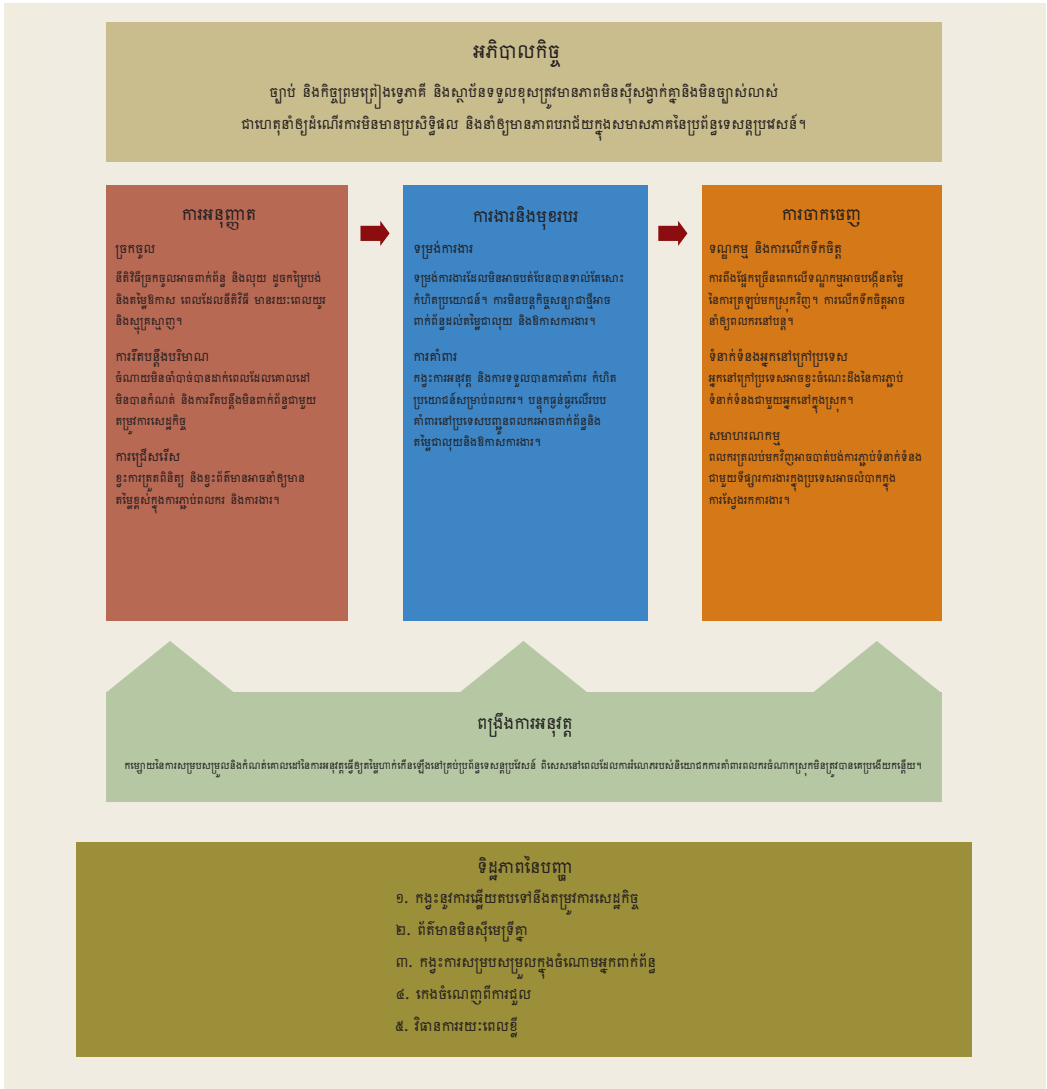 អភិបាលកិច្ច
ច្បាប់ និងកិច្ចព្រមព្រៀងទ្វេភាគី និងស្ថាប័នទទួលខុសត្រូវមានភាពមិនស៊ីសង្វាក់គ្នានិងមិនច្បាស់លាស់
ជាហេតុនាំឲ្យដំណើរការមិនមានប្រសិទ្ធិផល និងនាំឲ្យមានភាពបរាជ័យក្នុងសមាសភាគនៃប្រព័ន្ធទេសន្តប្រវេសន៍។
ការអនុញ្ញាត
ច្រកចូល
នីតិវិធីច្រកចូលអាចពាក់ព័ន្ធ និងលុយ ដូចកម្រៃបង់
និងតម្លៃឱកាស ពេលដែលនីតិវិធី មានរយៈពេលយូរ
និងស្មុគ្រស្មាញ។
ការរឹតបន្តឹងបរិមាណ
ចំណាយមិនចាំបាច់បានដាក់ពេលដែលគោលដៅ
មិនបានកំណត់ និងការរឹតបន្តឹងមិនពាក់ព័ន្ធជាមួយ
តម្រូវការសេដ្ឋកិច្ច
ការជ្រើសរើស
ខ្វះការត្រួតពិនិត្យ និងខ្វះព័ត៌មានអាចនាំឲ្យមាន
តម្លៃខ្ពស់ក្នុងការភ្ជាប់ពលករ និងការងារ។
ការងារនិងមុខរបរ
ទម្រង់ការងារ
ទម្រង់ការងារដែលមិនអាចបត់បែនបានទាល់តែសោះ
កំហិតប្រយោជន៍។ ការមិនបន្តកិច្ចសន្យាជាថ្មីអាច
ពាក់ព័ន្ធដល់តម្លៃជាលុយ និងឱកាសការងារ។
ការគាំពារ
កង្វះការអនុវត្ត និងការទទួលបានការគាំពារ កំហិត
ប្រយោជន៍សម្រាប់ពលករ។ បន្ទុកធ្ងន់ធ្ងរលើរបប
គាំពារនៅប្រទេសបញ្ជូនពលករអាចពាក់ព័ន្ធនិង
តម្លៃជាលុយនិងឱកាសការងារ។
ការចាកចេញ
ទណ្ឌកម្ម និងការលើកទឹកចិត្ត
ការពឹងផ្អែកច្រើនពេកលើទណ្ឌកម្មអាចបង្កើនតម្លៃ
នៃការត្រឡប់មកស្រុកវិញ។ ការលើកទឹកចិត្តអាច
នាំឲ្យពលករនៅបន្ត។
ទំនាក់ទំនងអ្នកនៅក្រៅប្រទេស
អ្នកនៅក្រៅប្រទេសអាចខ្វះចំណេះដឹងនៃការភ្ជាប់
ទំនាក់ទំនងជាមួយអ្នកនៅក្នុងស្រុក។
សមាហរណកម្ម
ពលករត្រលប់មកវិញអាចបាត់បង់ការភ្ជាប់ទំនាក់ទំនង
ជាមួយទីផ្សារការងារក្នុងប្រទេសអាចលំបាកក្នុង
ការស្វែងរកការងារ។
ពង្រឹងការអនុវត្ត
កម្សោយនៃការសម្របសម្រួលនិងកំណត់គោលដៅនៃការអនុវត្តធ្វើឲ្យតម្លៃហាក់កើនឡើងនៅគ្រប់ប្រព័ន្ធទេសន្តប្រវែសន៍ ពិសេសនៅពេលដែលការរំលោភរបស់និយោជកការគាំពារពលករចំណាកស្រុកមិនត្រូវបានគេប្រងើយកន្តើយ។
ទិដ្ឋភាពនៃបញ្ហា
១. កង្វះនូវការឆ្លើយតបទៅនឹងតម្រូវការសេដ្ឋកិច្ច
២. ព័ត៌មានមិនស៊ីមេទ្រីគ្នា
៣. កង្វះការសម្របសម្រួលក្នុងចំណោមអ្នកពាក់ព័ន្ធ
៤. កេងចំណេញពីការជួល
៥. វិធានការរយៈពេលខ្លី